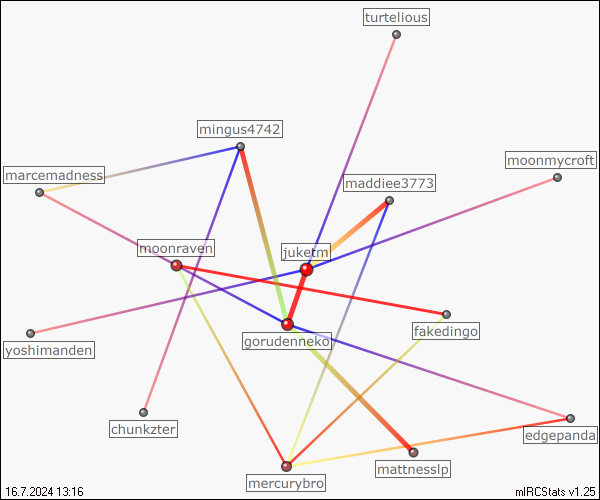 turtelious
mingus4742
moonmycroft
marcemadness
maddiee3773
moonraven
juketm
fakedingo
gorudenneko
yoshimanden
chunkzter
edgepanda
mattnesslp
mercurybro
16.7.2024 13:16
mIRCStats v1.25